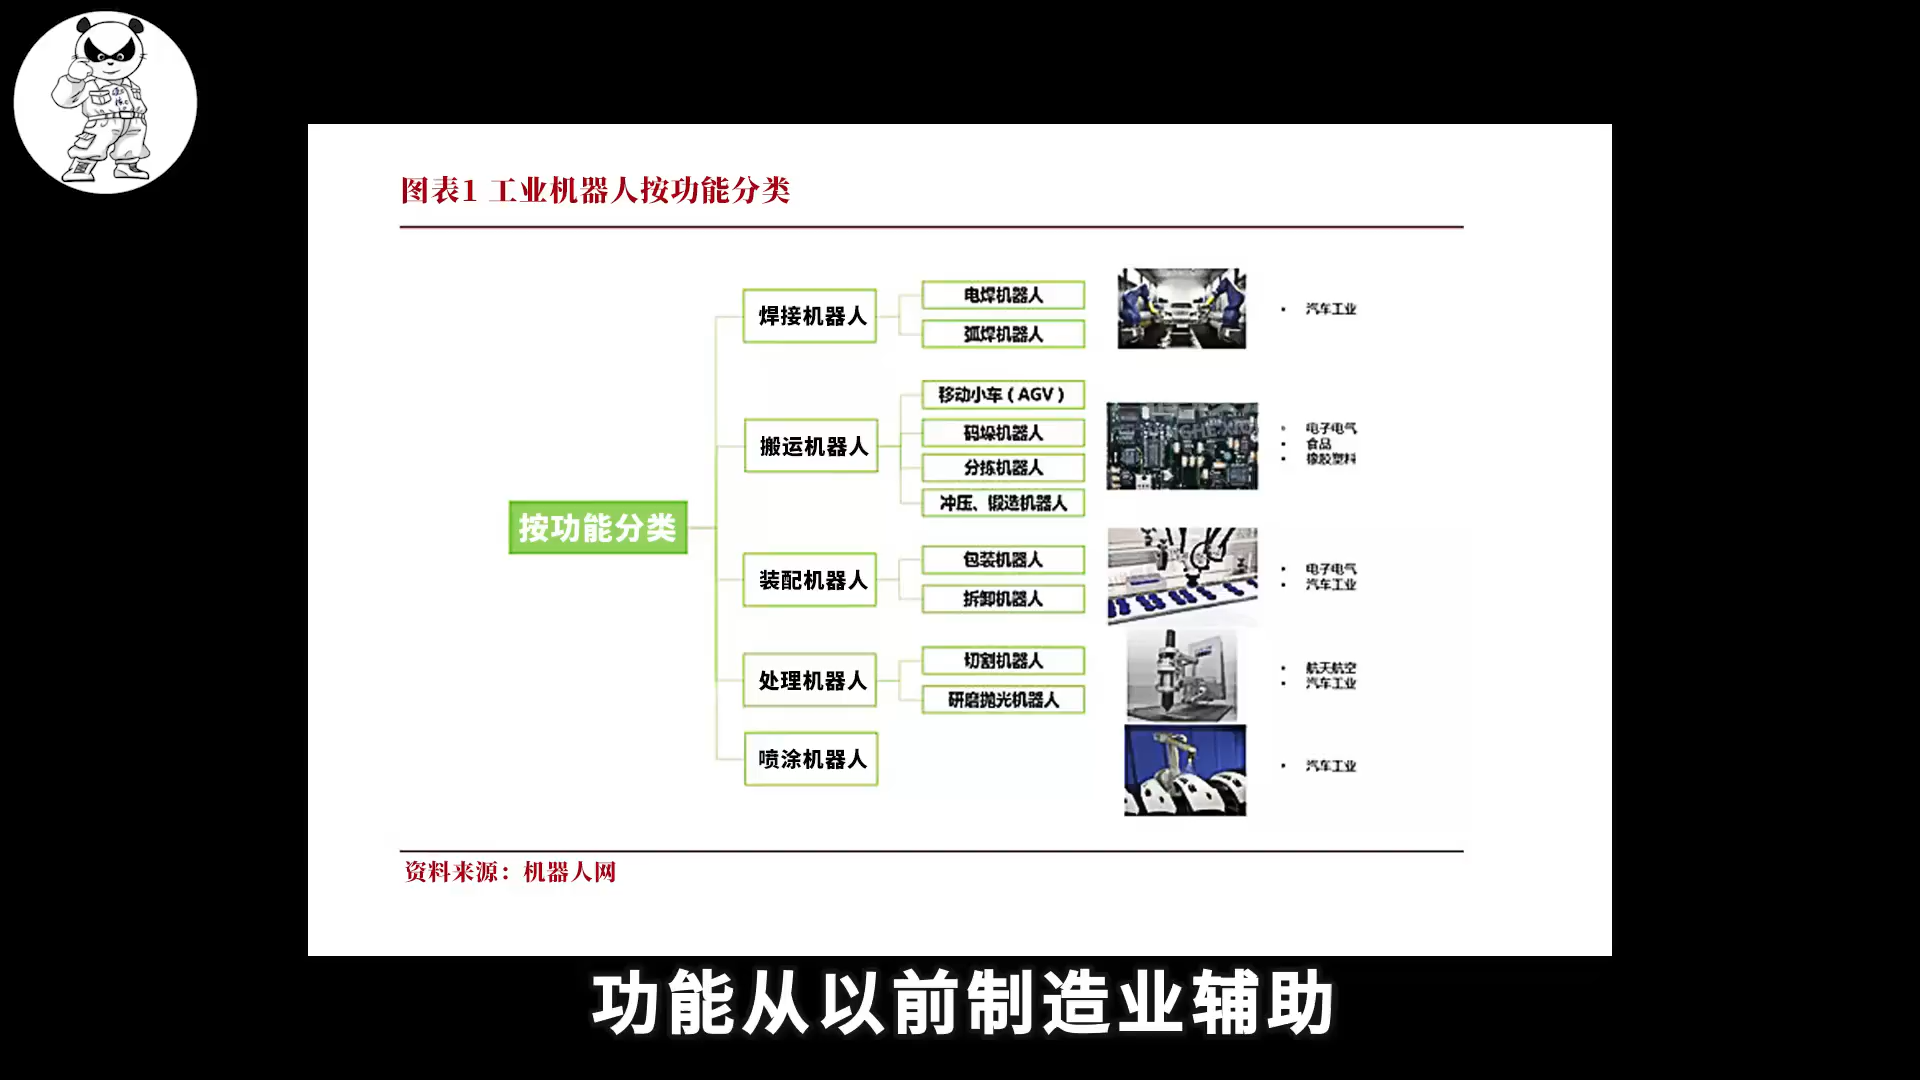 图表1 工业机器人按功能分类
按功能分类
焊接机器人
电焊机器人
弧焊机器人
汽车工业
搬运机器人
移动小车（AGV）
码垛机器人
分拣机器人
冲压、锻造机器人
电子电气
食品
橡胶塑料
装配机器人
包装机器人
拆卸机器人
电子电气
汽车工业
处理机器人
切割机器人
研磨抛光机器人
航天航空
汽车工业
喷涂机器人
汽车工业
资料来源：机器人网
功能从以前制造业辅助